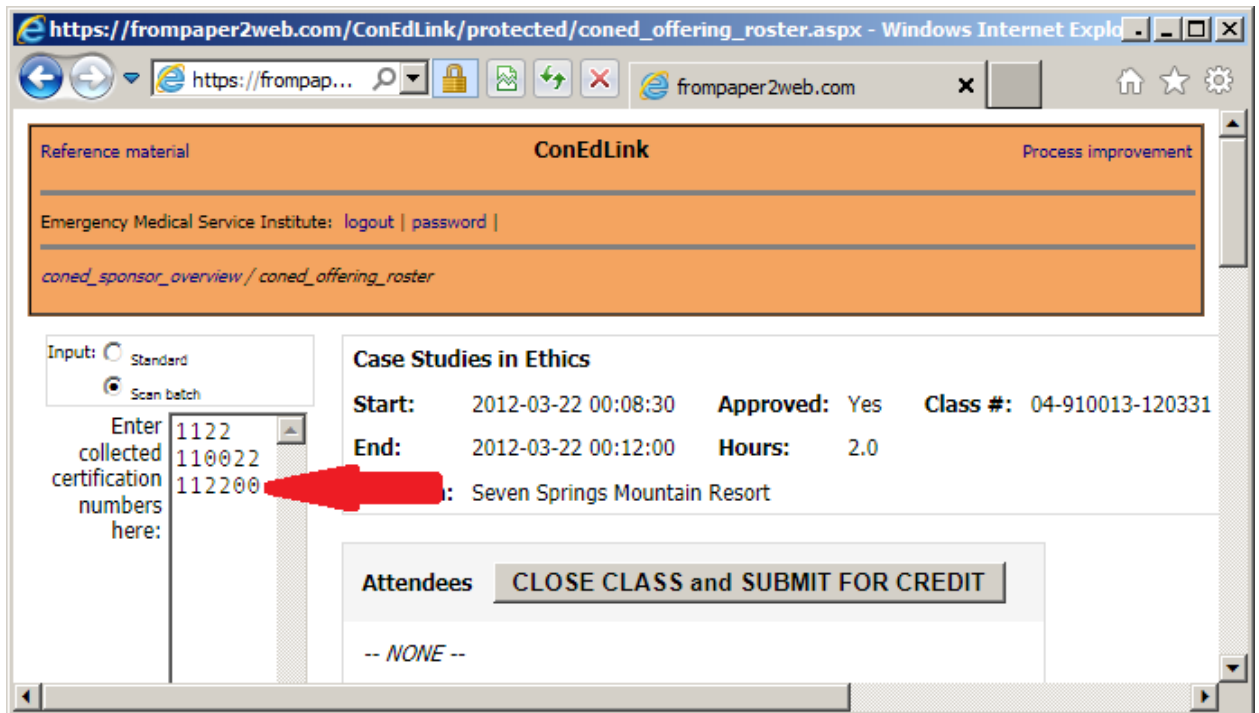 https://frompaper2web.com/ConEdLink/protected/coned_offering_roster.aspx - Windows Internet Explo
https://frompap...
frompaper2web.com
Reference material
ConEdLink
Process improvement
Emergency Medical Service Institute: logout | password |
coned_sponsor_overview / coned_offering_roster
Input: Standard
Scan batch
Enter collected certification numbers here:
1122
110022
112200
Case Studies in Ethics
Start: 2012-03-22 00:08:30 Approved: Yes Class #: 04-910013-120331
End: 2012-03-22 00:12:00 Hours: 2.0
Seven Springs Mountain Resort
Attendees CLOSE CLASS and SUBMIT FOR CREDIT
-- NONE --